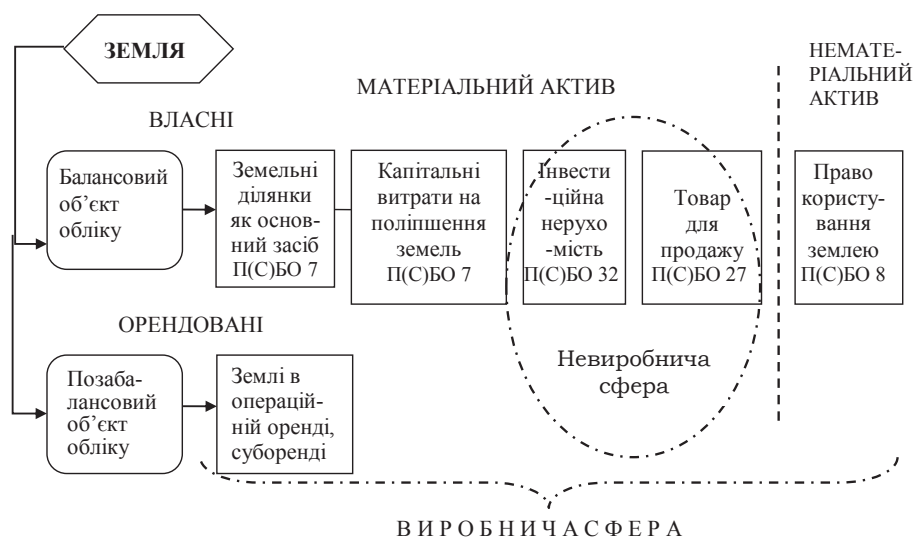 ЗЕМЛЯ
МАТЕРІАЛЬНИЙ АКТИВ
НЕМАТЕ-
РІАЛЬНИЙ
АКТИВ
ВЛАСНІ
Балансовий
об’єкт
обліку
Земельні
ділянки
як основ-
ний засіб
П(С)БО 7
Капітальні
витрати на
поліпшення
земель
П(С)БО 7
Інвести
-ційна
нерухо
-мість
П(С)БО 32
Товар
для
продажу
П(С)БО 27
Право
користу-
вання
землею
П(С)БО 8
ОРЕНДОВАНІ
Позаба-
лансовий
об’єкт
обліку
Землі в
операцій-
ній оренді,
суборенді
Невиробнича
сфера
В И Р О Б Н И Ч А С Ф Е Р А